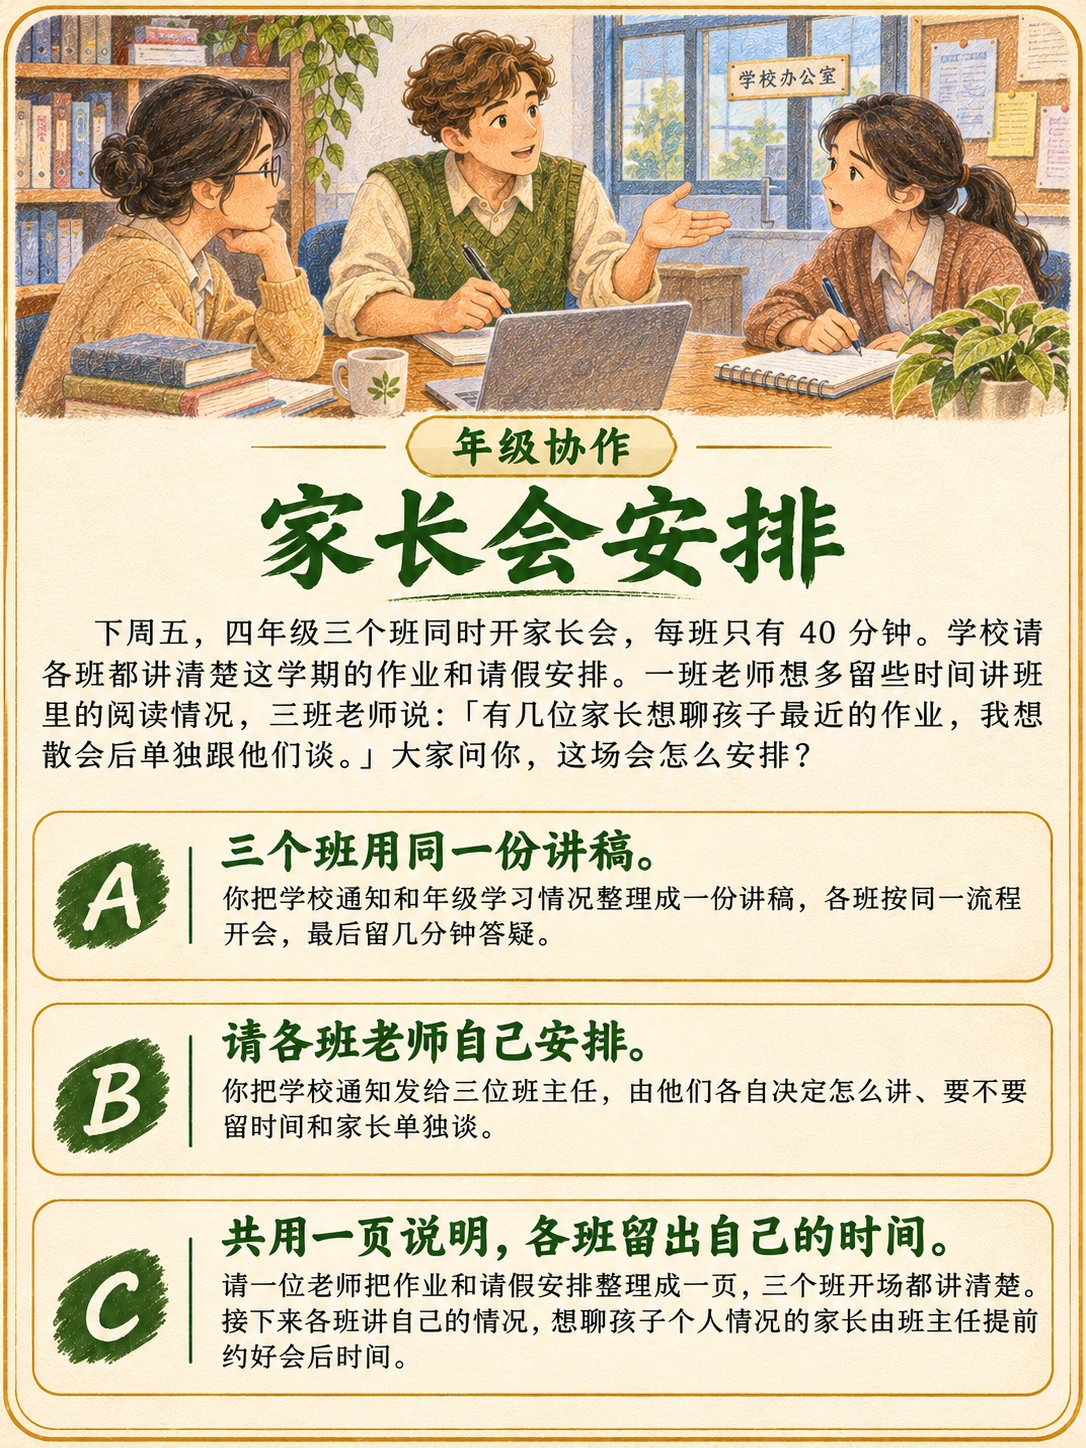 学校办公室
年级协作
家长会安排
下周五，四年级三个班同时开家长会，每班只有 40 分钟。学校请
各班都讲清楚这学期的作业和请假安排。一班老师想多留些时间讲班
里的阅读情况，三班老师说：「有几位家长想聊孩子最近的作业，我想
散会后单独跟他们谈。」大家问你，这场会怎么安排？
A
三个班用同一份讲稿。
你把学校通知和年级学习情况整理成一份讲稿，各班按同一流程
开会，最后留几分钟答疑。
B
请各班老师自己安排。
你把学校通知发给三位班主任，由他们各自决定怎么讲、要不要
留时间和家长单独谈。
C
共用一页说明，各班留出自己的时间。
请一位老师把作业和请假安排整理成一页，三个班开场都讲清楚。
接下来各班讲自己的情况，想聊孩子个人情况的家长由班主任提前
约好会后时间。